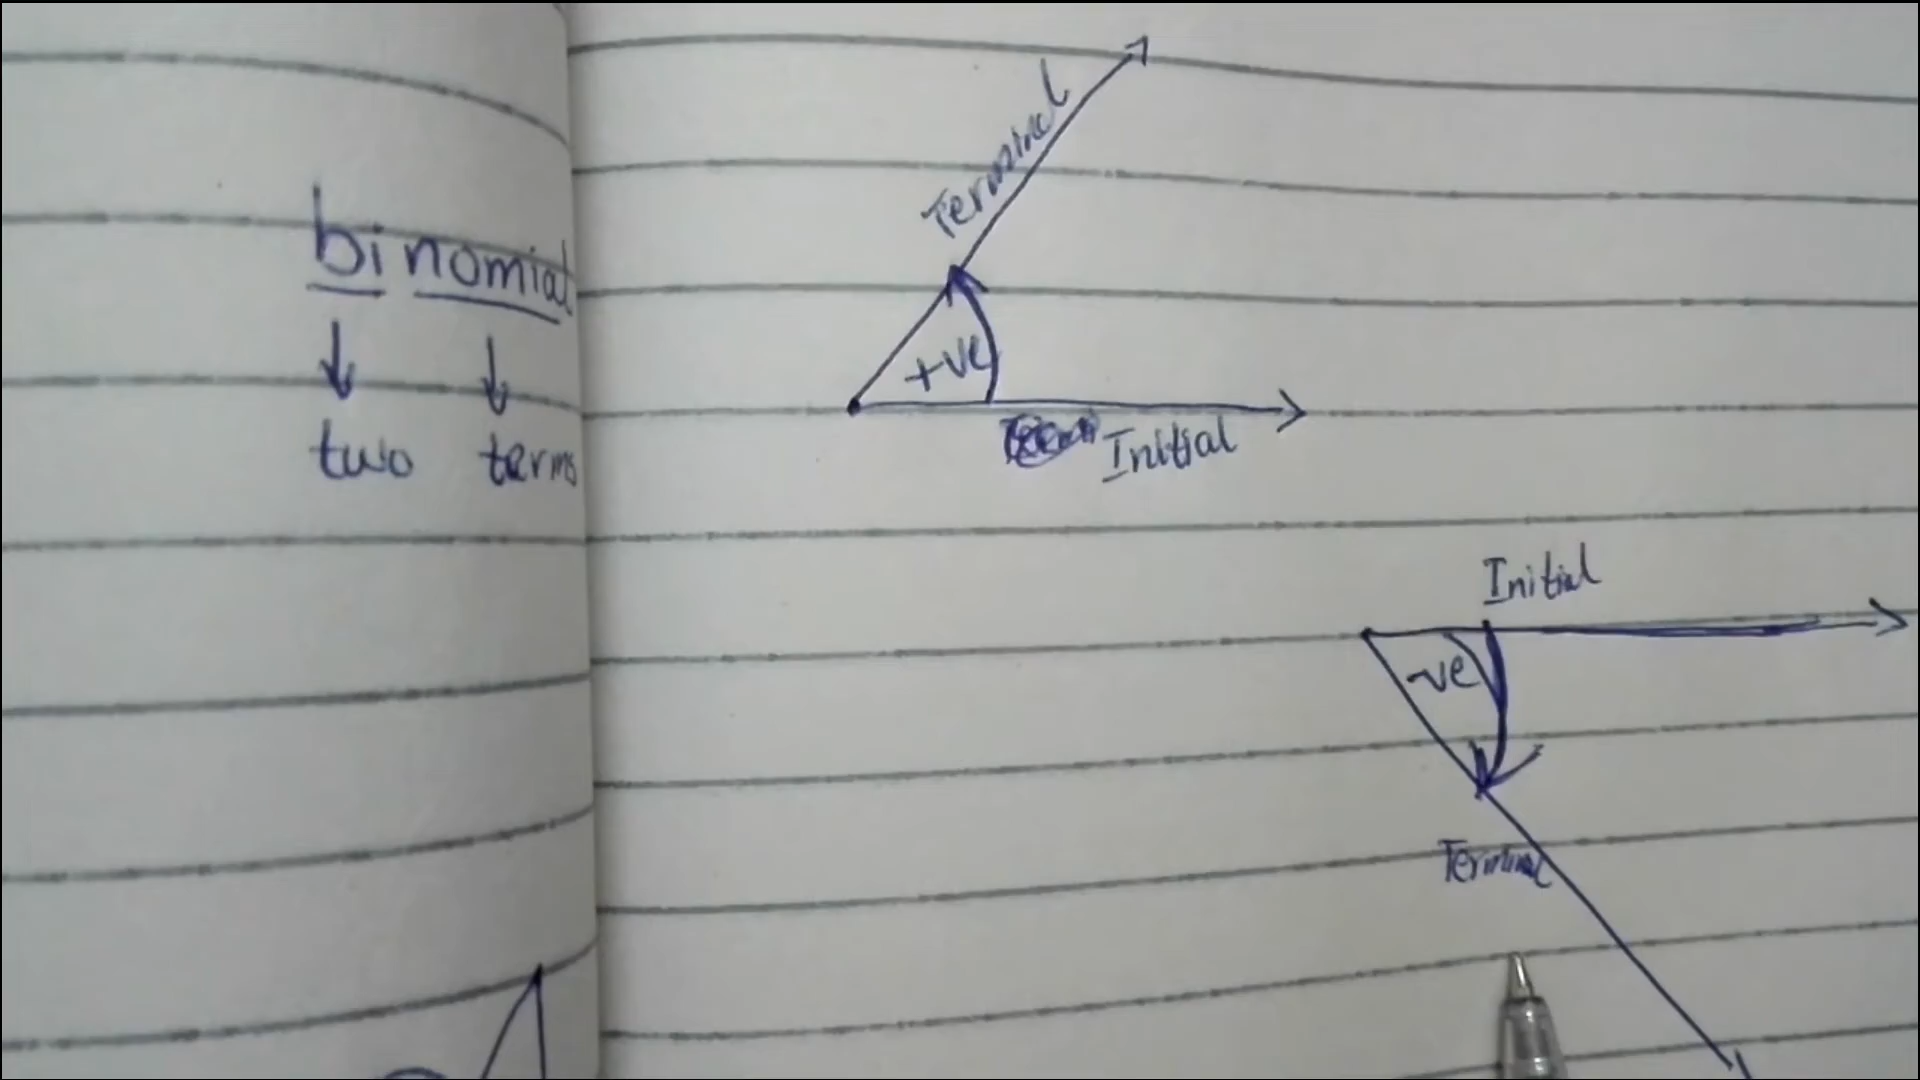 binomial
two terms
Terminal
+ve
Initial
Initial
-ve
Terminal